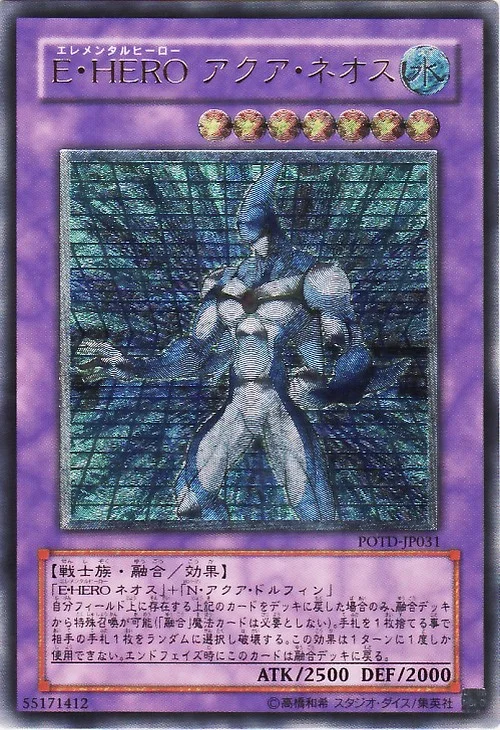 エレメンタルヒーロー
E・HERO アクア・ネオス
水
POTD-JP031
【戦士族・融合／効果】
「E・HERO ネオス」+「N・アクア・ドルフィン」
自分フィールド上に存在する上記のカードをデッキに戻した場合のみ、融合デッキ
から特殊召喚が可能(「融合」魔法カードは必要としない)。手札を1枚捨てる事で
相手の手札1枚をランダムに選択し破壊する。この効果は1ターンに1度しか
使用できない。エンドフェイズ時にこのカードは融合デッキに戻る。
ATK/2500 DEF/2000
55171412
©高橋和希 スタジオ・ダイス/集英社